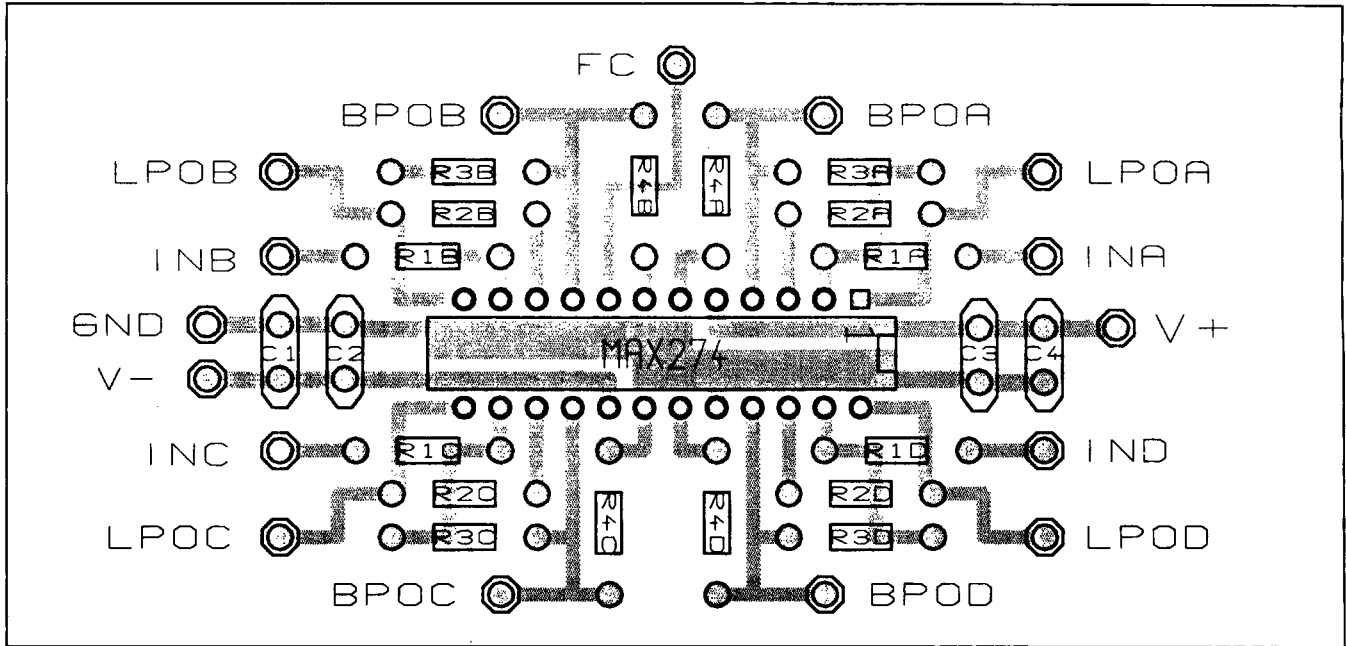 FC
BPOB
BPOA
LPOB
R3B
R4B
R4A
R3A
LPOA
R2B
R2A
INB
R1B
R1A
INA
GND
C1
C2
MAX274
1
C3
C4
V+
V-
INC
R1C
R1D
IND
R2C
R4C
R4D
R2D
LPOC
R3C
R3D
LPOD
BPOC
BPOD